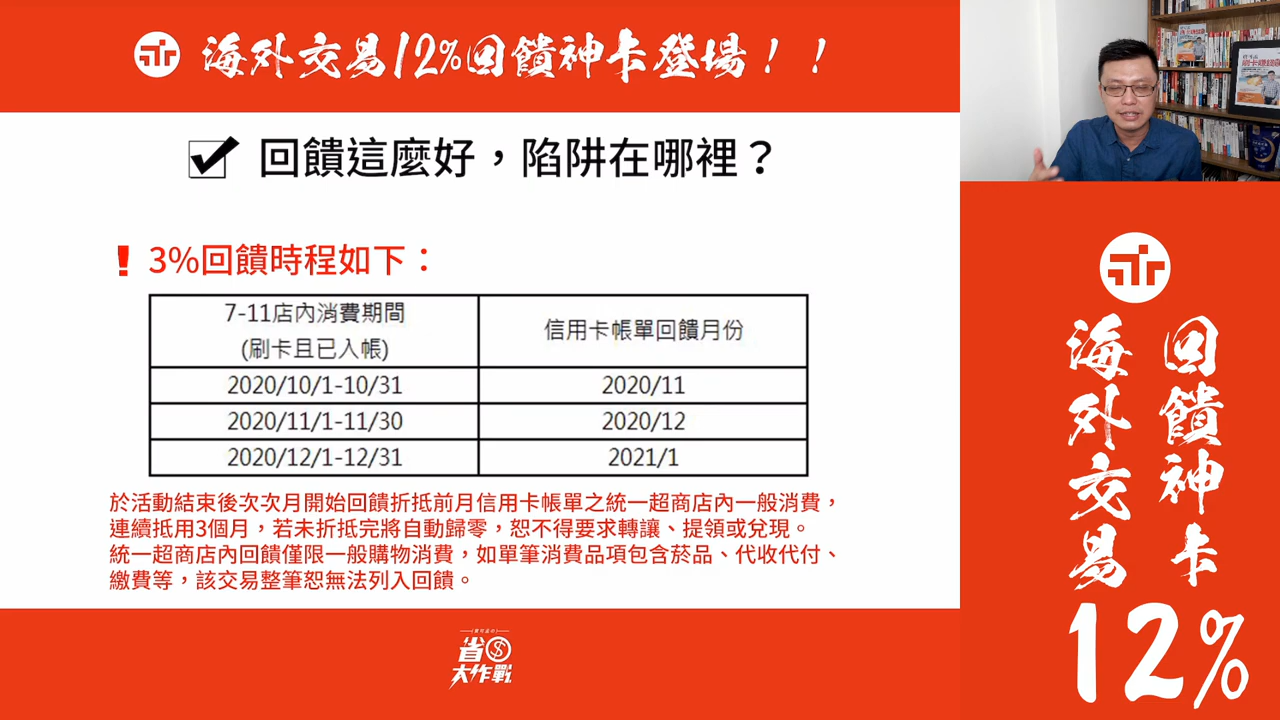 海外交易12%回饋神卡登場！！
回饋這麼好，陷阱在哪裡？
3%回饋時程如下：
7-11店內消費期間
(刷卡且已入帳)
信用卡帳單回饋月份
2020/10/1-10/31
2020/11
2020/11/1-11/30
2020/12
2020/12/1-12/31
2021/1
於活動結束後次次月開始回饋折抵前月信用卡帳單之統一超商店內一般消費，
連續抵用3個月，若未折抵完將自動歸零，恕不得要求轉讓、提領或兌現。
統一超商店內回饋僅限一般購物消費，如單筆消費品項包含菸品、代收代付、
繳費等，該交易整筆恕無法列入回饋。
省
大作戰
回饋神卡
海外交易
12%